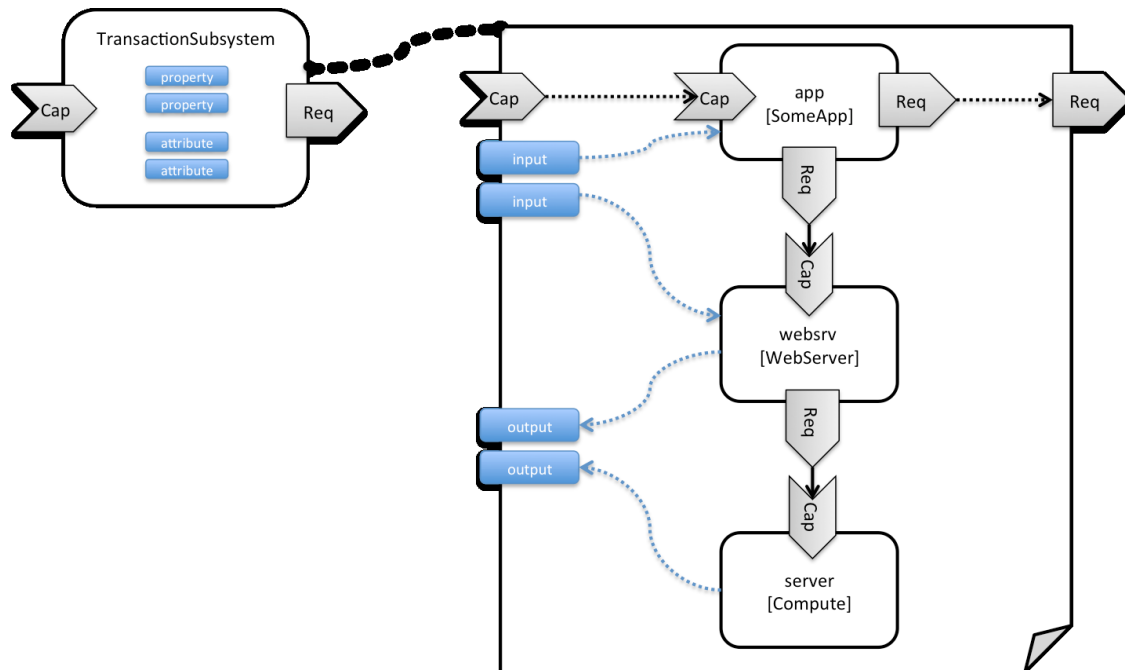 TransactionSubsystem
property
property
attribute
attribute
Cap
Req
Cap
Cap
app
[SomeApp]
Req
Req
input
input
Req
Cap
websrv
[WebServer]
Req
output
output
Cap
server
[Compute]